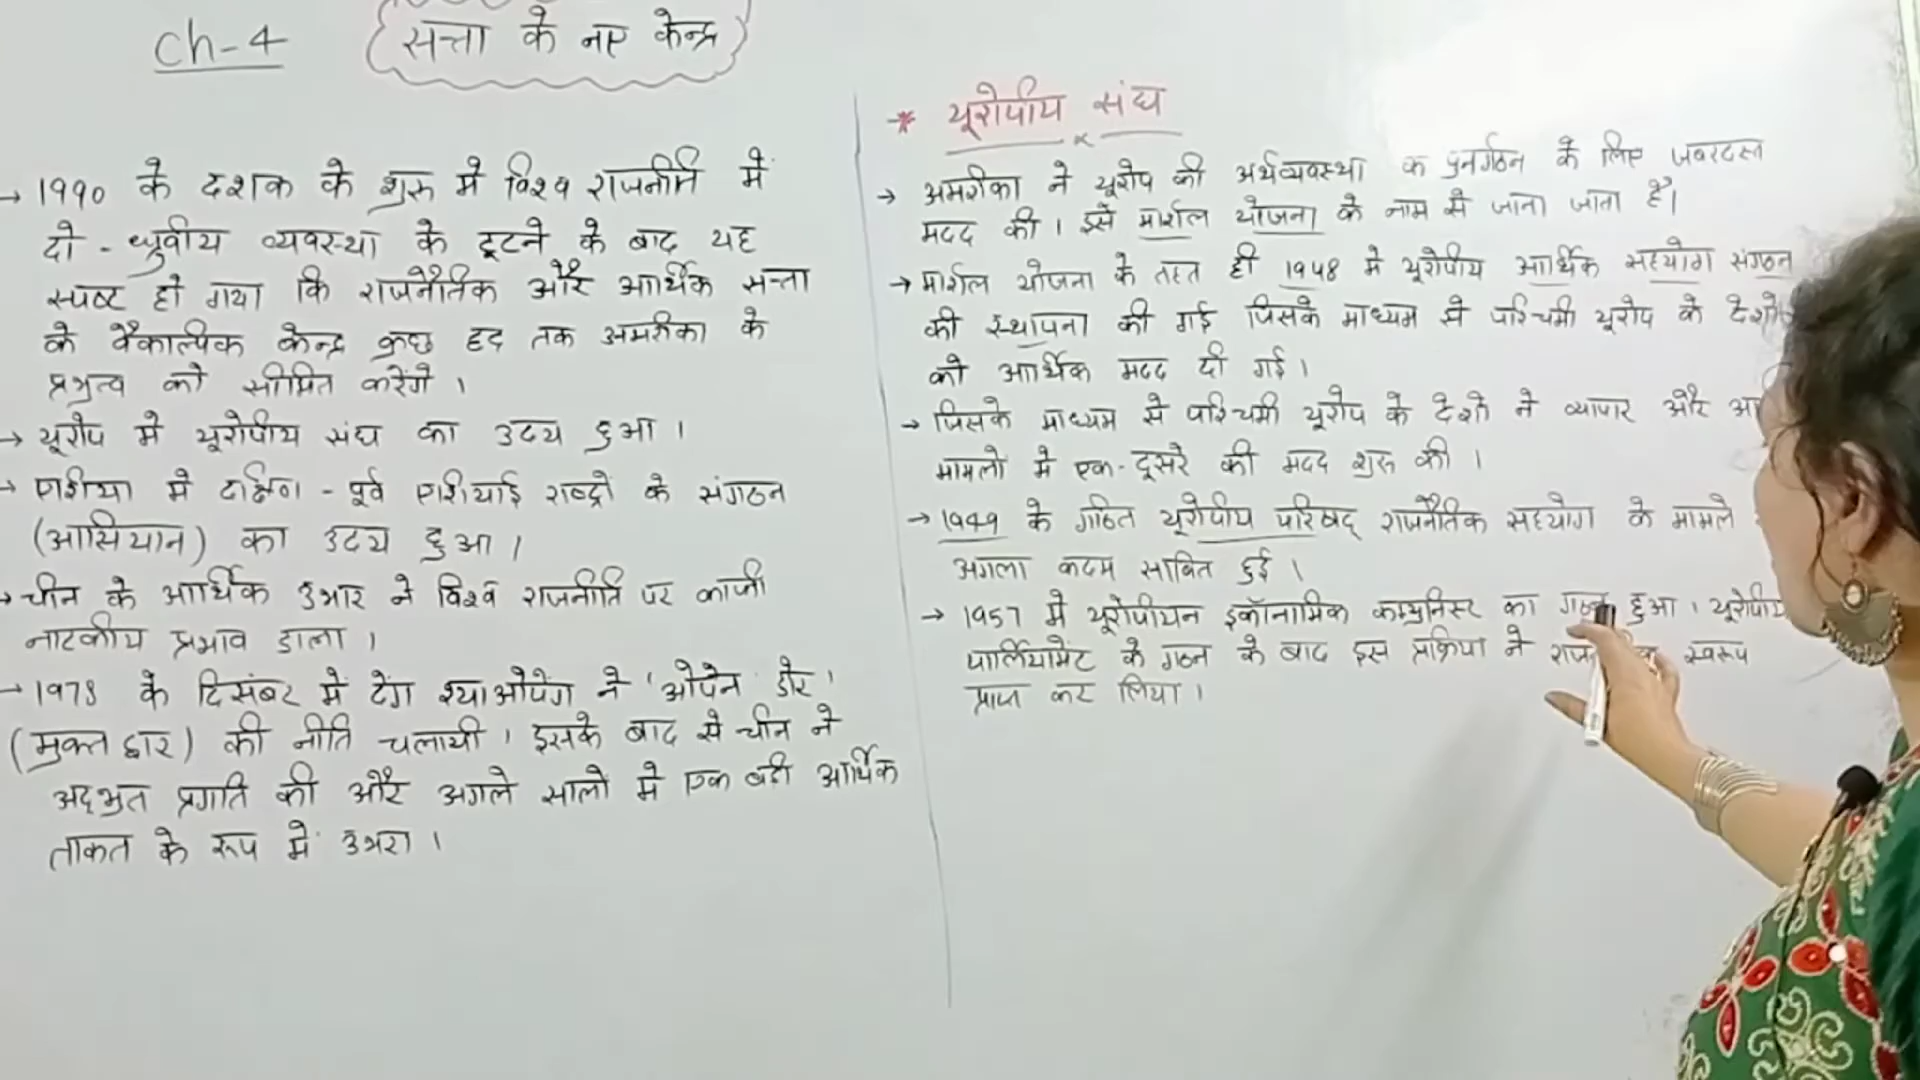 Ch-4
सत्ता के नए केन्द्र
→ 1990 के दशक के शुरू मे विश्व राजनीति में
दो - ध्रुवीय व्यवस्था के टूटने के बाद यह
स्पष्ट हो गया कि राजनैतिक और आर्थिक सत्ता
के वैकल्पिक केन्द्र कुछ हद तक अमरीका के
प्रभुत्व को सीमित करेंगे ।
→ यूरोप मे यूरोपीय संघ का उदय हुआ ।
→ एशिया मे दक्षिण - पूर्व एशियाई राष्ट्रों के संगठन
(आसियान) का उदय हुआ ।
→ चीन के आर्थिक उभार ने विश्व राजनीति पर काफी
नाटकीय प्रभाव डाला ।
→ 1978 के दिसंबर मे देंग श्याओपेंग ने 'ओपेन डोर'
(मुक्त द्वार) की नीति चलायी । इसके बाद से चीन ने
अद्भुत प्रगति की और अगले सालो मे एक बडी आर्थिक
ताकत के रूप में उभरा ।
* यूरोपीय संघ
→ अमरीका ने यूरोप की अर्थव्यवस्था क पुनर्गठन के लिए जबरदस्त
मदद की । इसे मार्शल योजना के नाम से जाना जाता है।
→ मार्शल योजना के तहत ही 1948 मे यूरोपीय आर्थिक सहयोग संगठन
की स्थापना की गई जिसके माध्यम से पश्चिमी यूरोप के देशो
को आर्थिक मदद दी गई ।
→ जिसके माध्यम से पश्चिमी यूरोप के देशो ने व्यापार और
मामलो मे एक-दूसरे की मदद शुरू की ।
→ 1949 के गठित यूरोपीय परिषद् राजनैतिक सहयोग के मामले
अगला कदम साबित हुई ।
→ 1957 में यूरोपीयन इकॉनामिक कम्युनिस्ट का गठन हुआ । यूरोपीय
पार्लियामेंट के गठन के बाद इस प्रक्रिया ने स्वरूप
प्राप्त कर लिया ।